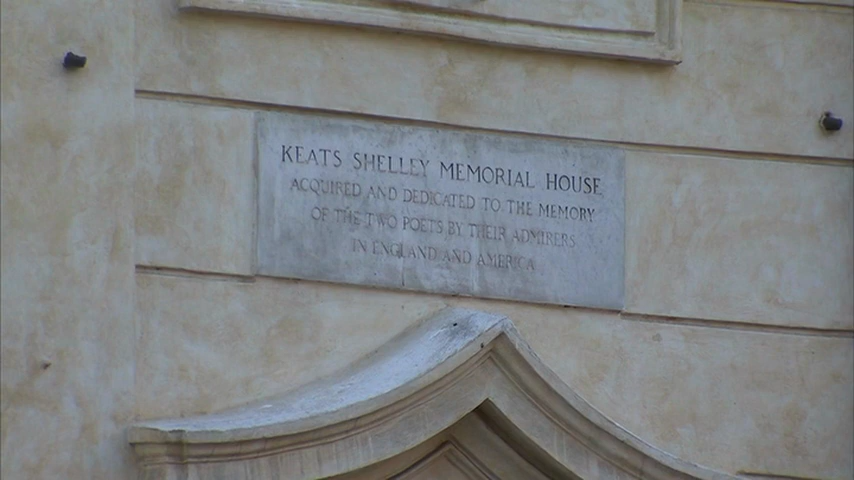 KEATS SHELLEY MEMORIAL HOUSE
ACQUIRED AND DEDICATED TO THE MEMORY
OF THE TWO POETS BY THEIR ADMIRERS
IN ENGLAND AND AMERICA